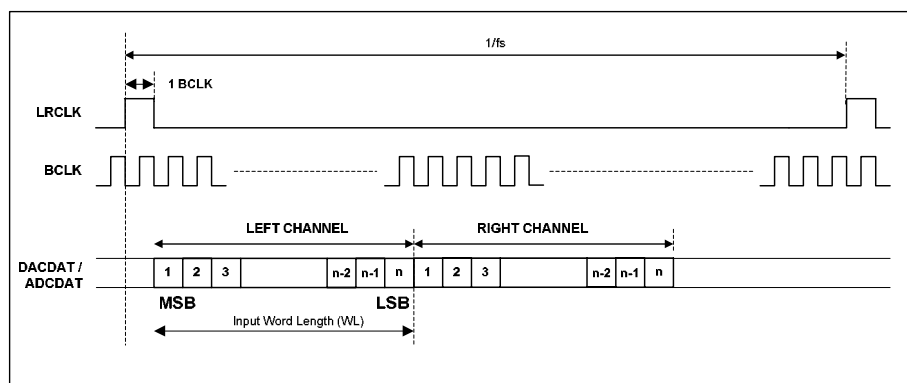 1/fs
1 BCLK
LRCLK
BCLK
LEFT CHANNEL
RIGHT CHANNEL
DACDAT /
ADCDAT
1 2 3 n-2 n-1 n 1 2 3 n-2 n-1 n
MSB
LSB
Input Word Length (WL)